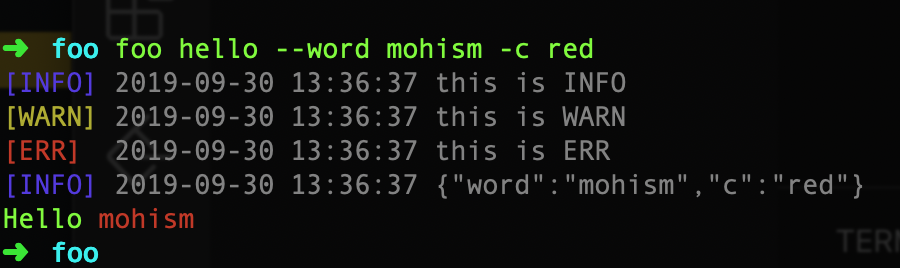 ➜ foo foo hello --word mohism -c red
[INFO] 2019-09-30 13:36:37 this is INFO
[WARN] 2019-09-30 13:36:37 this is WARN
[ERR] 2019-09-30 13:36:37 this is ERR
[INFO] 2019-09-30 13:36:37 {"word":"mohism","c":"red"}
Hello mohism
➜ foo